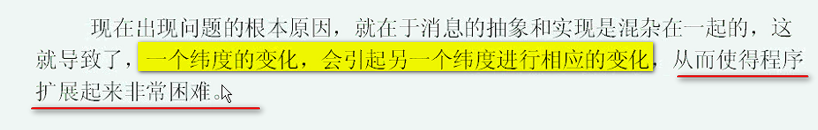 现在出现问题的根本原因，就在于消息的抽象和实现是混杂在一起的，这
就导致了，一个纬度的变化，会引起另一个纬度进行相应的变化，从而使得程序
扩展起来非常困难。